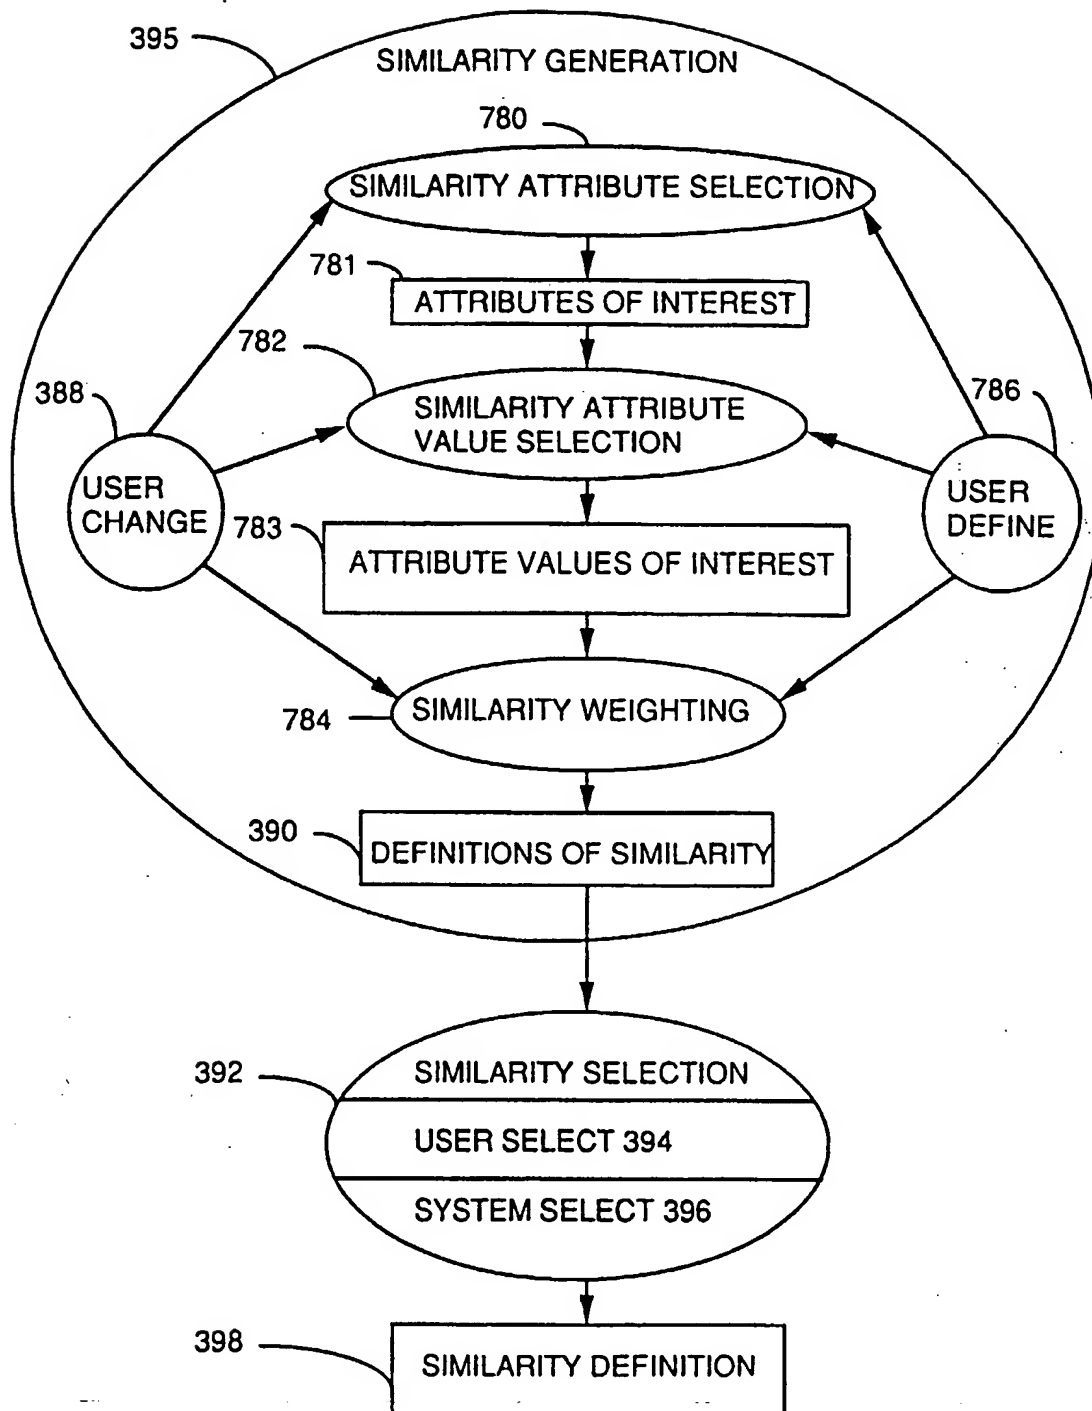 395
SIMILARITY GENERATION
780
SIMILARITY ATTRIBUTE SELECTION
781
ATTRIBUTES OF INTEREST
782
SIMILARITY ATTRIBUTE
VALUE SELECTION
388
USER
CHANGE
786
USER
DEFINE
783
ATTRIBUTE VALUES OF INTEREST
784
SIMILARITY WEIGHTING
390
DEFINITIONS OF SIMILARITY
392
SIMILARITY SELECTION
USER SELECT 394
SYSTEM SELECT 396
398
SIMILARITY DEFINITION